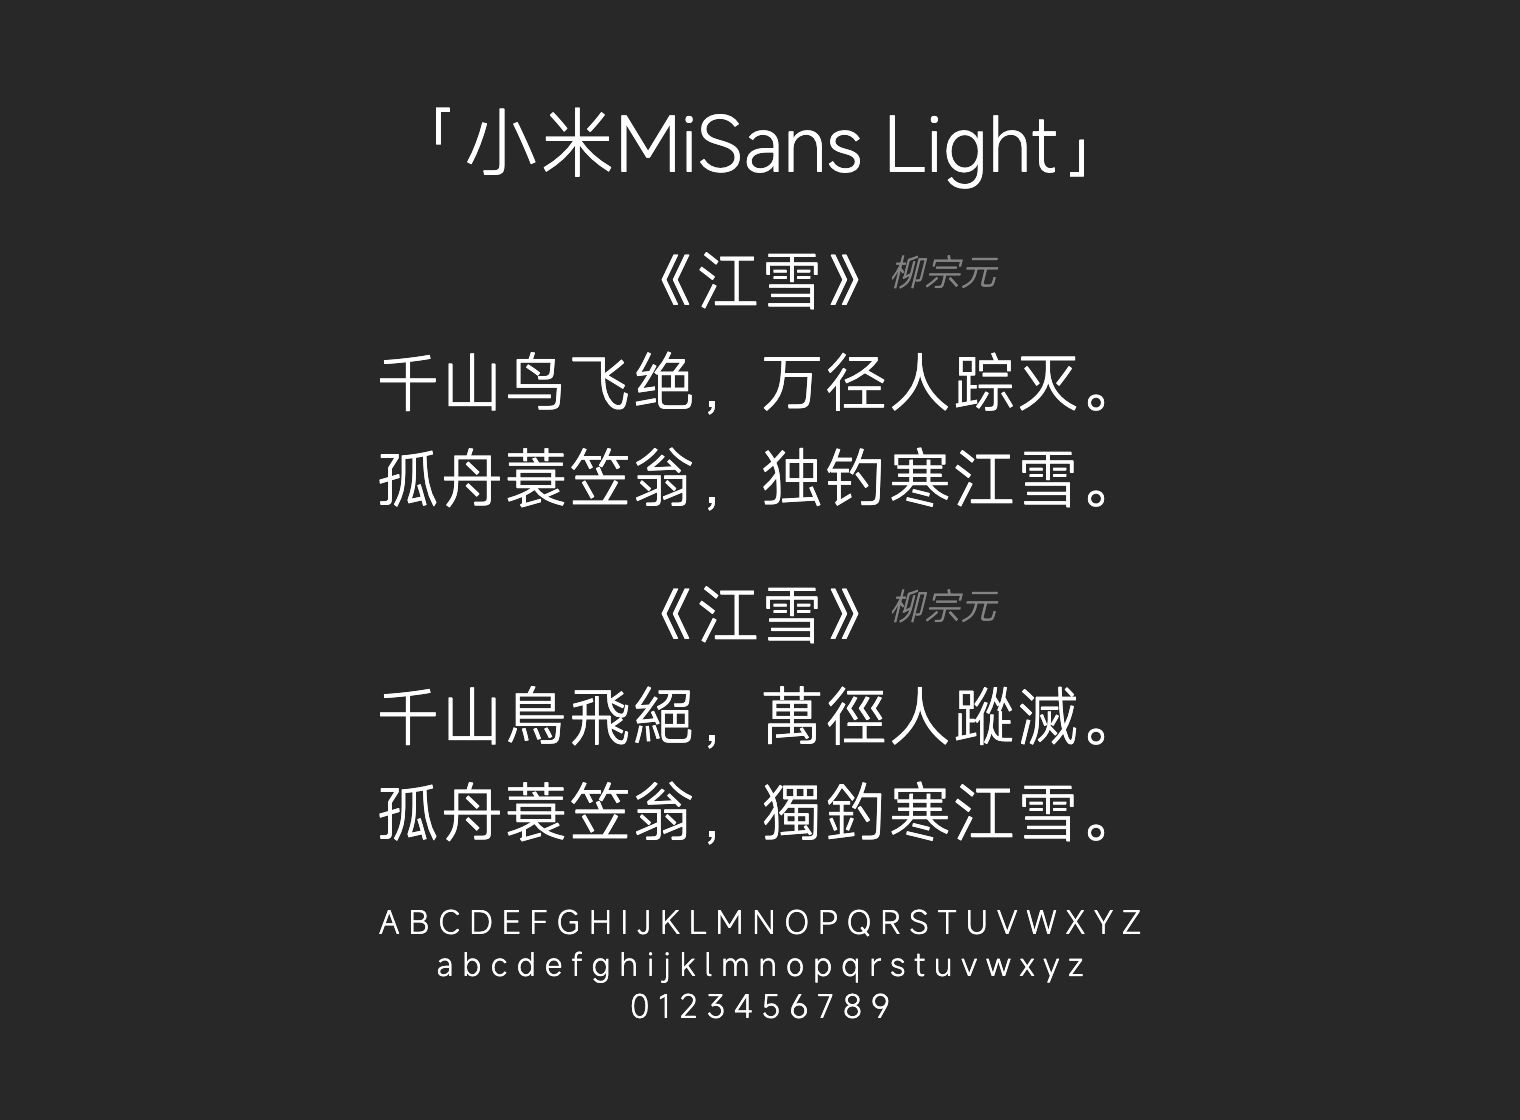 「小米MiSans Light」
《江雪》柳宗元
千山鸟飞绝，万径人踪灭。
孤舟蓑笠翁，独钓寒江雪。
《江雪》柳宗元
千山鳥飛絕，萬徑人蹤滅。
孤舟蓑笠翁，獨釣寒江雪。
A B C D E F G H I J K L M N O P Q R S T U V W X Y Z
a b c d e f g h i j k l m n o p q r s t u v w x y z
0 1 2 3 4 5 6 7 8 9